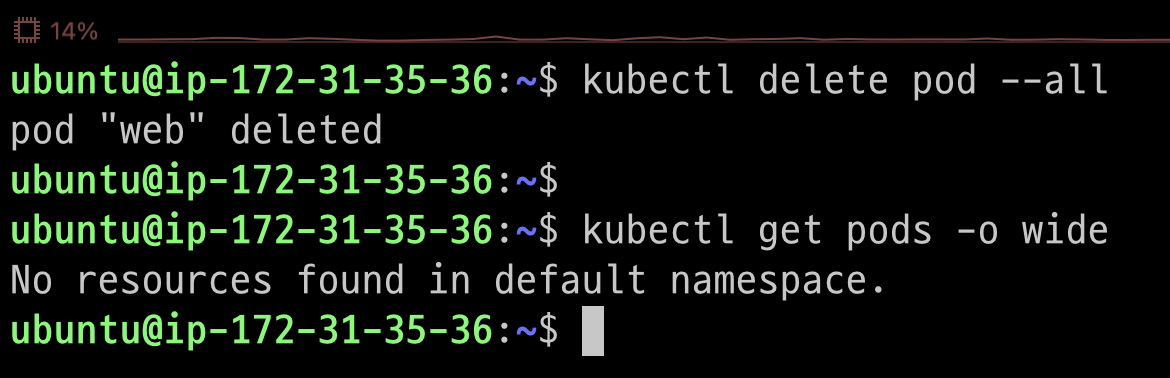 14%
ubuntu@ip-172-31-35-36:~$ kubectl delete pod --all
pod "web" deleted
ubuntu@ip-172-31-35-36:~$
ubuntu@ip-172-31-35-36:~$ kubectl get pods -o wide
No resources found in default namespace.
ubuntu@ip-172-31-35-36:~$